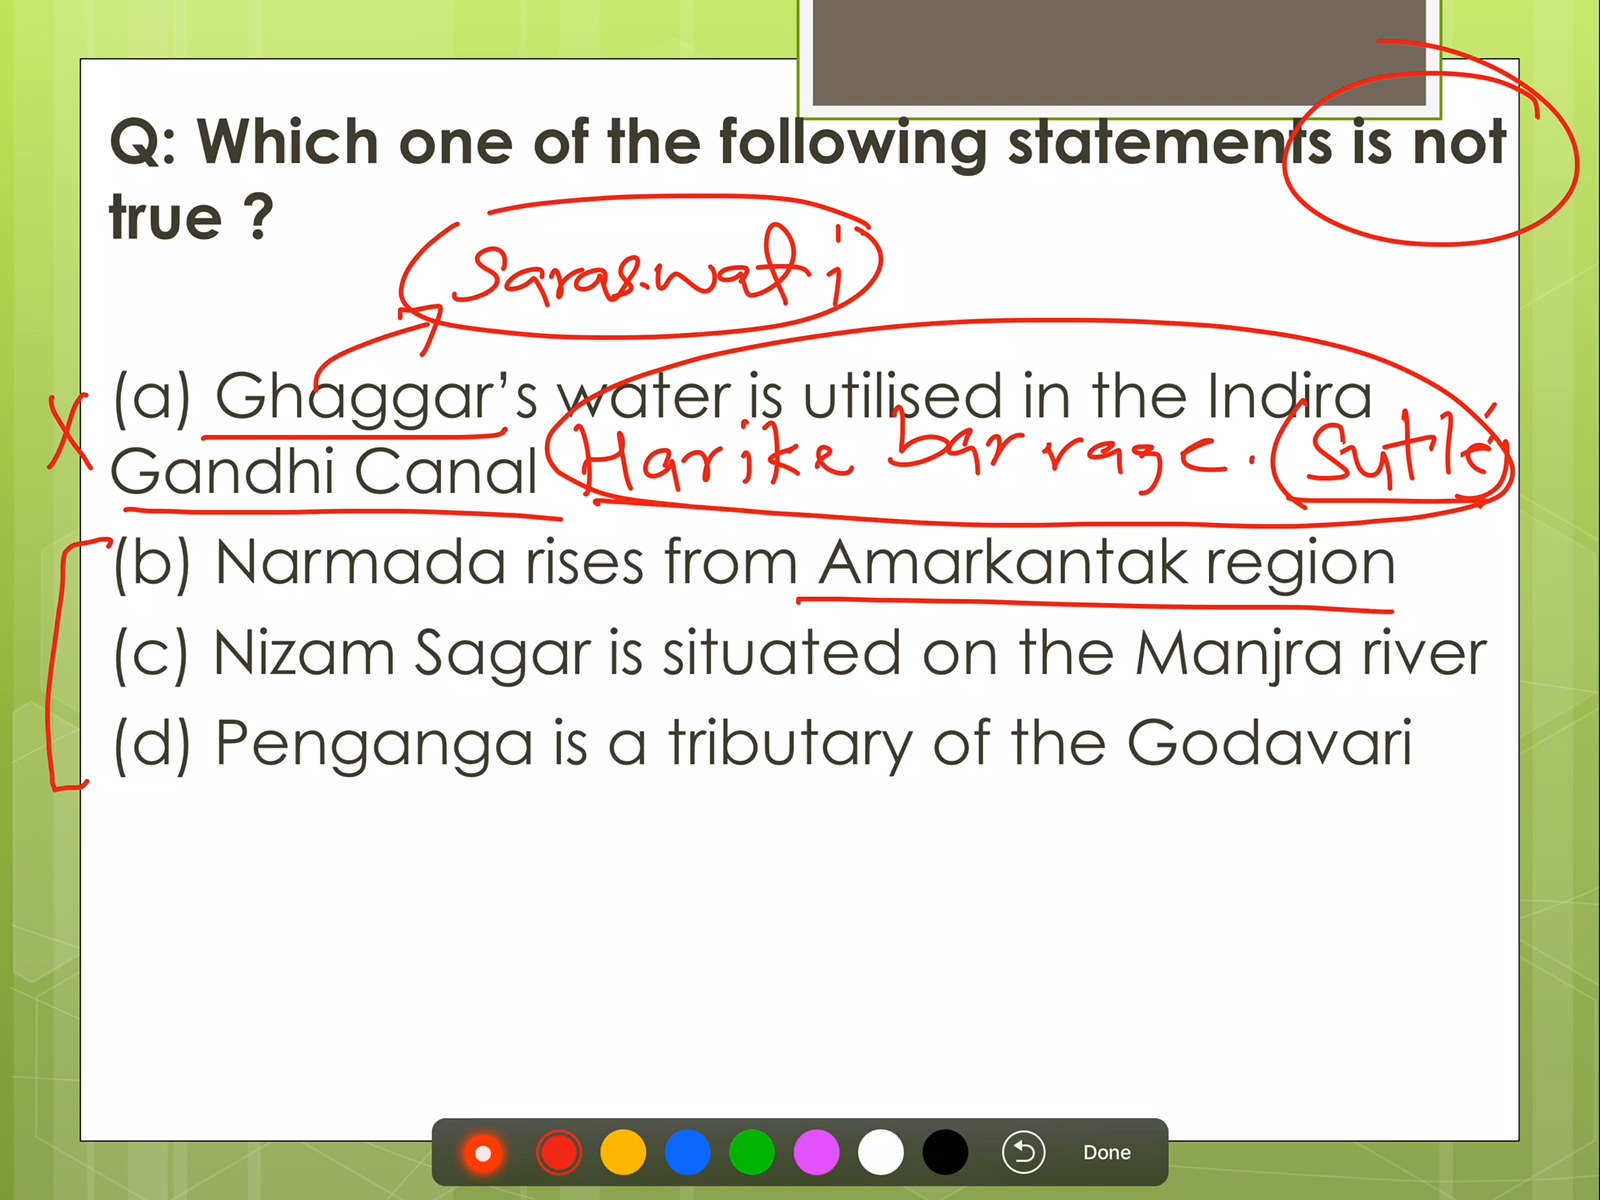 Q: Which one of the following statements is not
true ?
Saraswati
(a) Ghaggar's water is utilised in the Indira
Gandhi Canal Harike barrage. Sutle
(b) Narmada rises from Amarkantak region
(c) Nizam Sagar is situated on the Manjra river
(d) Penganga is a tributary of the Godavari
Done